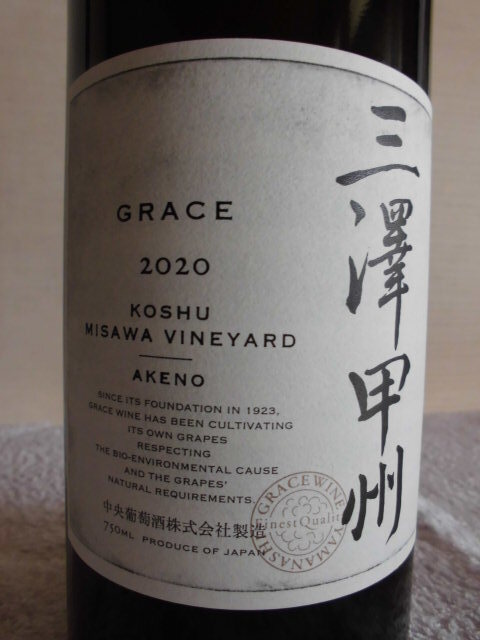 GRACE
2020
KOSHU
MISAWA VINEYARD
AKENO
SINCE ITS FOUNDATION IN 1923,
GRACE WINE HAS BEEN CULTIVATING
ITS OWN GRAPES
RESPECTING
THE BIO-ENVIRONMENTAL CAUSE
AND THE GRAPES'
NATURAL REQUIREMENTS.
中央葡萄酒株式会社製造
750ML PRODUCE OF JAPAN
三澤甲州
GRACE WINE YAMANASHI
Finest Quality